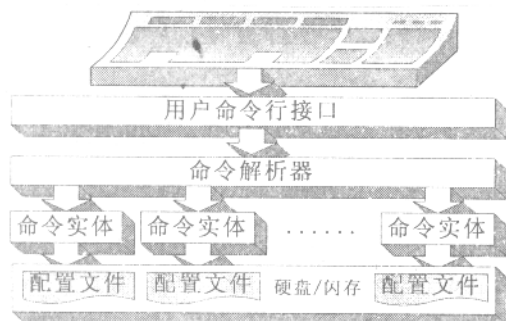 用户命令行接口
命令解析器
命令实体 命令实体 ...... 命令实体
配置文件 配置文件 硬盘/闪存 配置文件